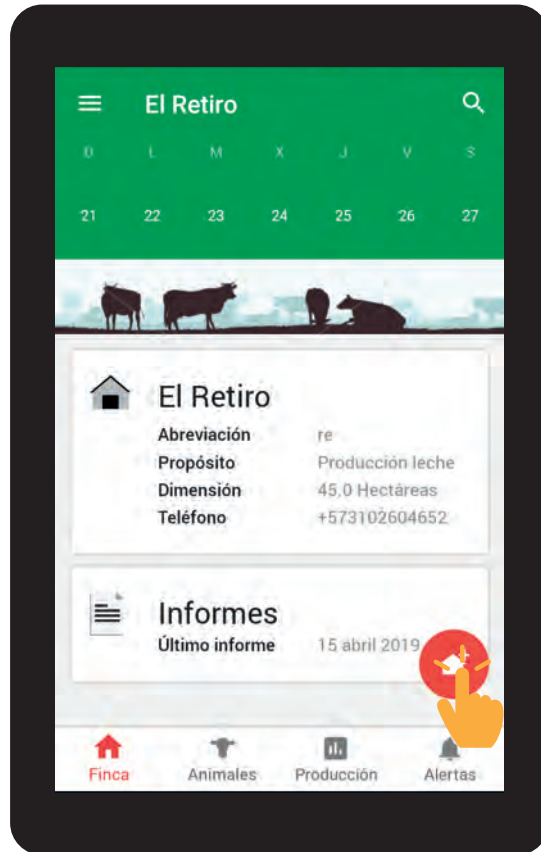 El Retiro
D L M X J V S
21 22 23 24 25 26 27
El Retiro
Abreviación re
Propósito Producción leche
Dimensión 45,0 Hectáreas
Teléfono +573102604652
Informes
Último informe 15 abril 2019
Finca Animales Producción Alertas